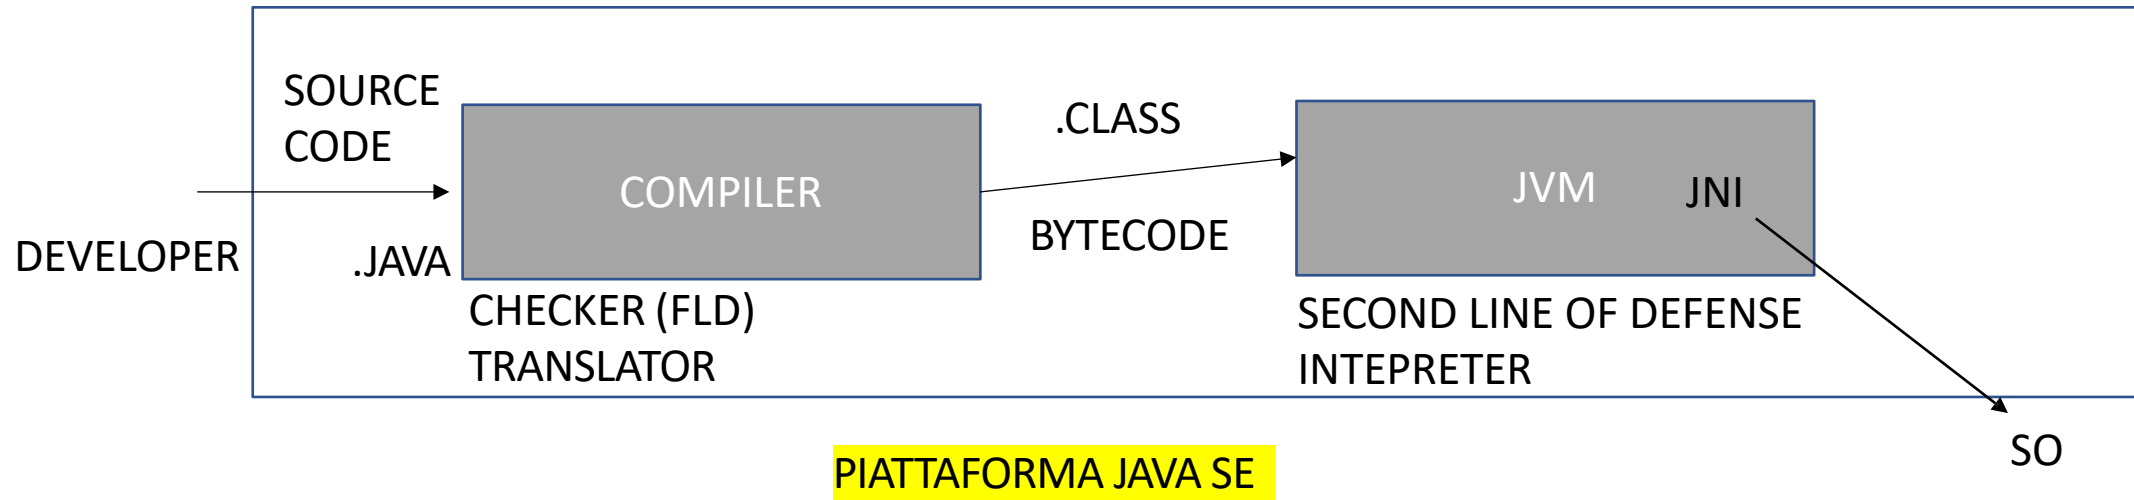 SOURCE
CODE
DEVELOPER
.JAVA
COMPILER
CHECKER (FLD)
TRANSLATOR
.CLASS
BYTECODE
JVM
JNI
SECOND LINE OF DEFENSE
INTEPRETER
SO
PIATTAFORMA JAVA SE